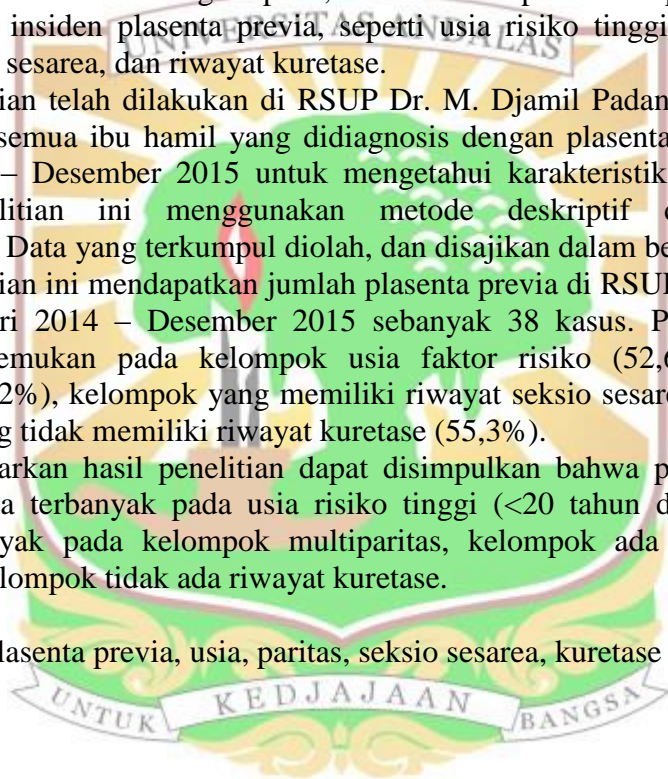 insiden plasenta previa, seperti usia risiko tinggi
UNIVERSITAS ANDALAS
sesarea, dan riwayat kuretase.
ian telah dilakukan di RSUP Dr. M. Djamil Padan
semua ibu hamil yang didiagnosis dengan plasenta
– Desember 2015 untuk mengetahui karakteristik
litian ini menggunakan metode deskriptif
Data yang terkumpul diolah, dan disajikan dalam be
ian ini mendapatkan jumlah plasenta previa di RSU
ri 2014 – Desember 2015 sebanyak 38 kasus. P
emukan pada kelompok usia faktor risiko (52,
2%), kelompok yang memiliki riwayat seksio sesare
g tidak memiliki riwayat kuretase (55,3%).
arkan hasil penelitian dapat disimpulkan bahwa p
a terbanyak pada usia risiko tinggi (<20 tahun d
yak pada kelompok multiparitas, kelompok ada
elompok tidak ada riwayat kuretase.
lasenta previa, usia, paritas, seksio sesarea, kuretase
UNTUK KEDJAJAAN BANGSA